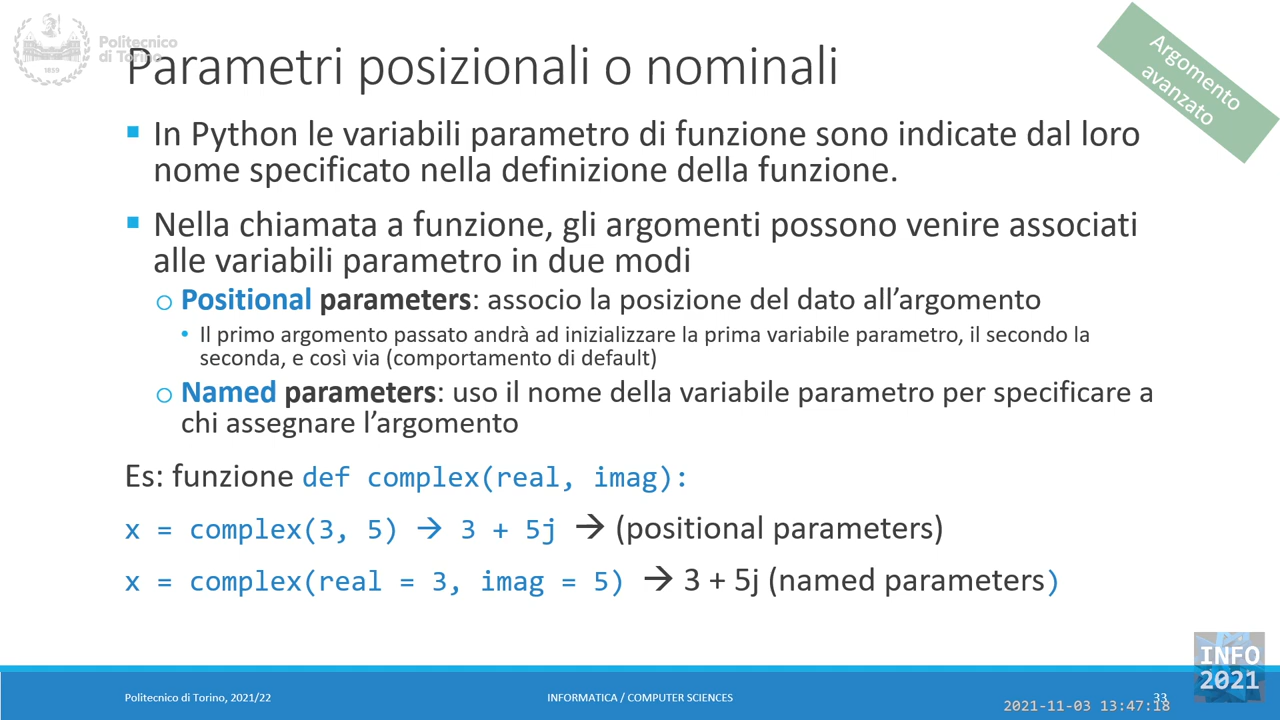 Politecnico
di Torino
1859
Parametri posizionali o nominali
Argomento
avanzato
▪ In Python le variabili parametro di funzione sono indicate dal loro
nome specificato nella definizione della funzione.
▪ Nella chiamata a funzione, gli argomenti possono venire associati
alle variabili parametro in due modi
o Positional parameters: associo la posizione del dato all’argomento
• Il primo argomento passato andrà ad inizializzare la prima variabile parametro, il secondo la
seconda, e così via (comportamento di default)
o Named parameters: uso il nome della variabile parametro per specificare a
chi assegnare l’argomento
Es: funzione def complex(real, imag):
x = complex(3, 5) → 3 + 5j → (positional parameters)
x = complex(real = 3, imag = 5) → 3 + 5j (named parameters)
INFO
2021
Politecnico di Torino, 2021/22
INFORMATICA / COMPUTER SCIENCES
33
2021-11-03 13:47:18